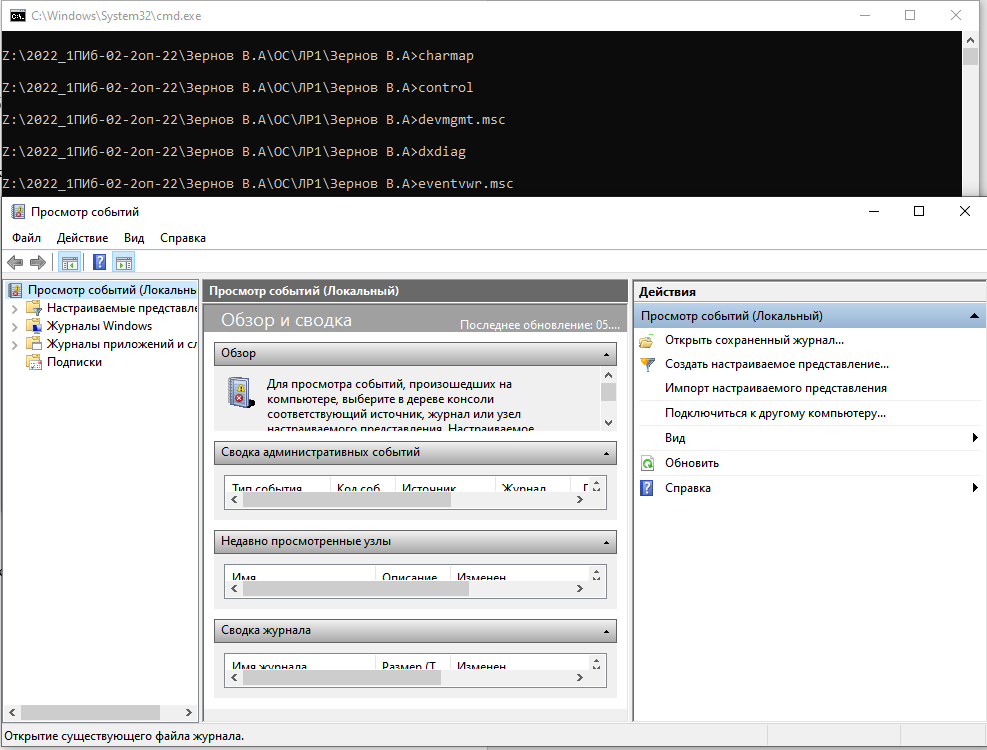 C:\Windows\System32\cmd.exe
Z:\2022_1ПИб-02-2оп-22\Зернов В.А\ОС\ЛР1\Зернов В.А>charmap
Z:\2022_1ПИб-02-2оп-22\Зернов В.А\ОС\ЛР1\Зернов В.А>control
Z:\2022_1ПИб-02-2оп-22\Зернов В.А\ОС\ЛР1\Зернов В.А>devmgmt.msc
Z:\2022_1ПИб-02-2оп-22\Зернов В.А\ОС\ЛР1\Зернов В.А>dxdiag
Z:\2022_1ПИб-02-2оп-22\Зернов В.А\ОС\ЛР1\Зернов В.А>eventvwr.msc
Просмотр событий
Файл Действие Вид Справка
Просмотр событий (Локальнь
Настраиваемые представле
Журналы Windows
Журналы приложений и сл
Подписки
Просмотр событий (Локальный)
Обзор и сводка Последнее обновление: 05....
Обзор
Для просмотра событий, произошедших на
компьютере, выберите в дереве консоли
соответствующий источник, журнал или узел
настраиваемого представления. Настраиваемое
Сводка административных событий
Тип события Код соб Источник Журнал
Недавно просмотренные узлы
Имя Описание Изменен
Сводка журнала
Имя журнала Размер (Т Изменен
Действия
Просмотр событий (Локальный)
Открыть сохраненный журнал...
Создать настраиваемое представление...
Импорт настраиваемого представления
Подключиться к другому компьютеру...
Вид
Обновить
Справка
Открытие существующего файла журнала.